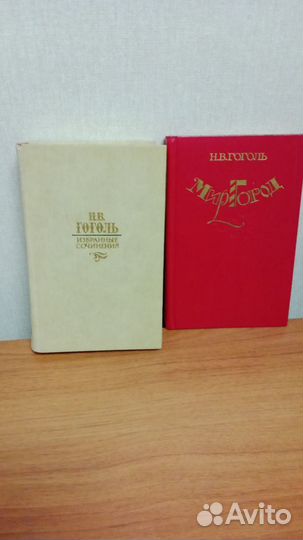 Н.В.
ГОГОЛЬ
ИЗБРАННЫЕ
СОЧИНЕНИЯ
Н.В.ГОГОЛЬ
МИРГОРОД
Avito